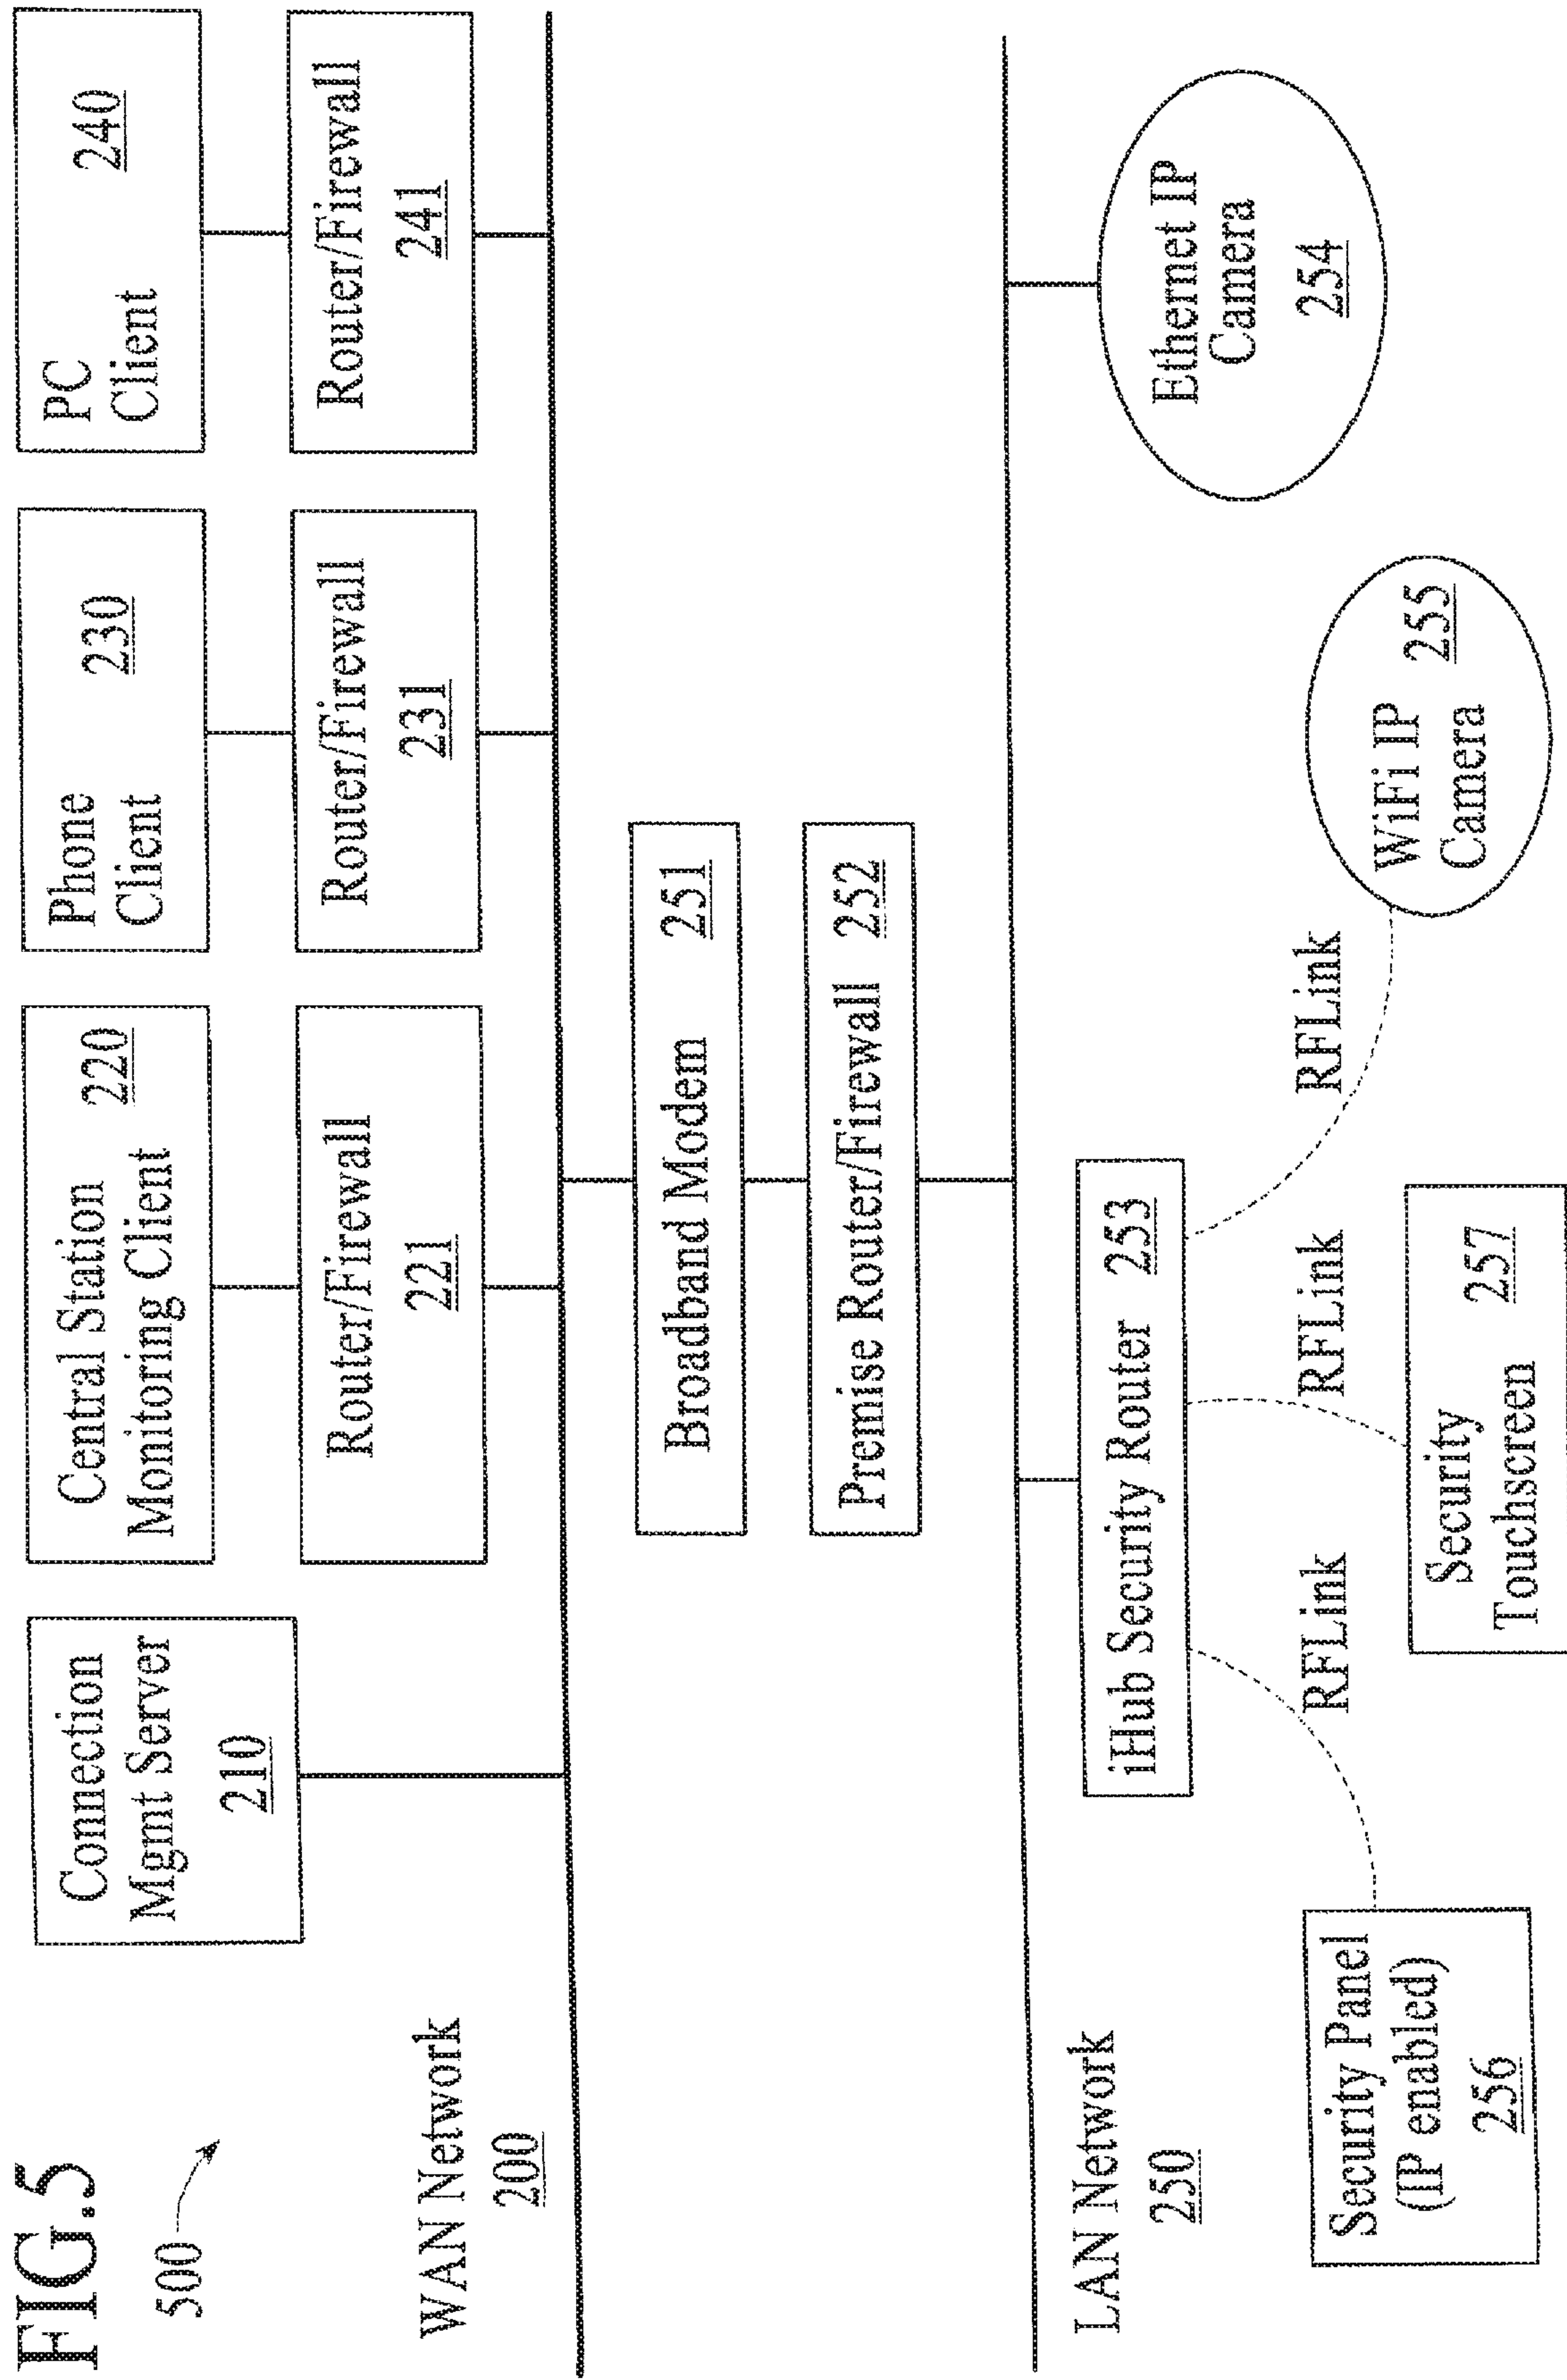 FIG.5
500
Connection
Mgmt Server
210
Central Station
Monitoring Client
220
Phone
Client
230
PC
Client
240
Router/Firewall
221
Router/Firewall
231
Router/Firewall
241
WAN Network
200
Broadband Modem 251
Premise Router/Firewall 252
LAN Network
250
iHub Security Router 253
Ethernet IP
Camera
254
RFLink
RFLink
RFLink
Security Panel
(IP enabled)
256
Security
Touchscreen
257
WiFi IP
Camera
255